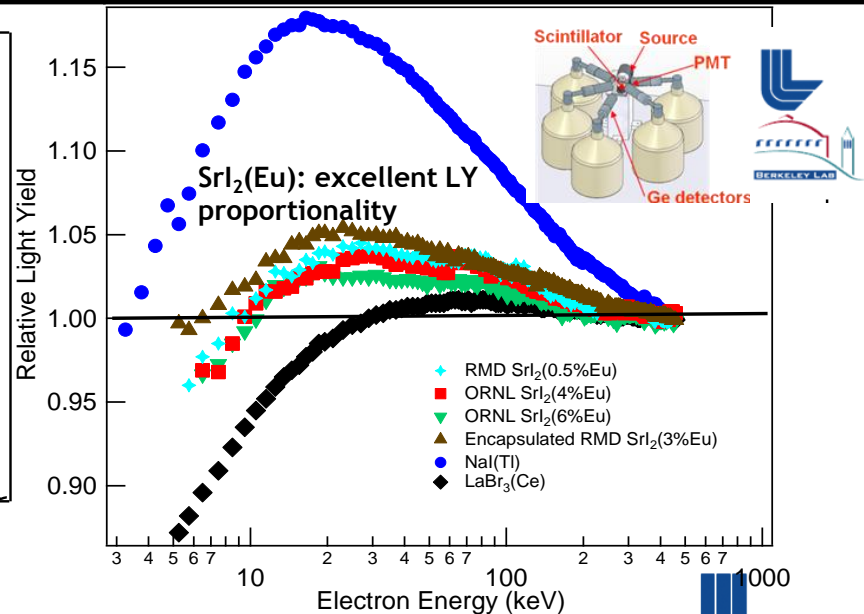 Scintillator
Source
PMT
Ge detectors
BERKELEY LAB
SrI₂(Eu): excellent LY
proportionality
Relative Light Yield
1.15
1.10
1.05
1.00
0.95
0.90
RMD SrI₂(0.5%Eu)
ORNL SrI₂(4%Eu)
ORNL SrI₂(6%Eu)
Encapsulated RMD SrI₂(3%Eu)
NaI(Tl)
LaBr₃(Ce)
3 4 5 6 7 2 3 4 5 6 7 2 3 4 5 6 7
10 100 1000
Electron Energy (keV)